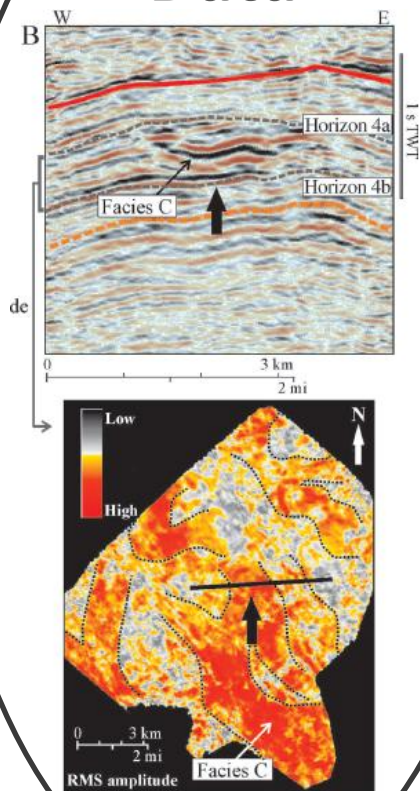 B
W
E
Horizon 4a
1 s TWT
Horizon 4b
Facies C
de
0
3 km
2 mi
Low
High
N
0
3 km
2 mi
Facies C
RMS amplitude